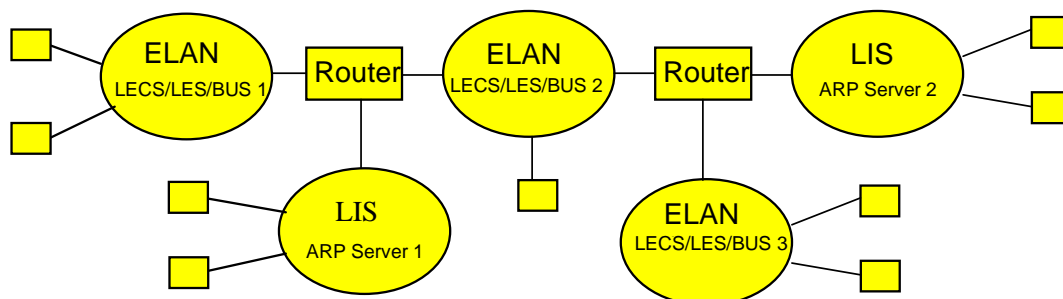 ELAN
LECS/LES/BUS 1
Router
ELAN
LECS/LES/BUS 2
Router
LIS
ARP Server 2
LIS
ARP Server 1
ELAN
LECS/LES/BUS 3